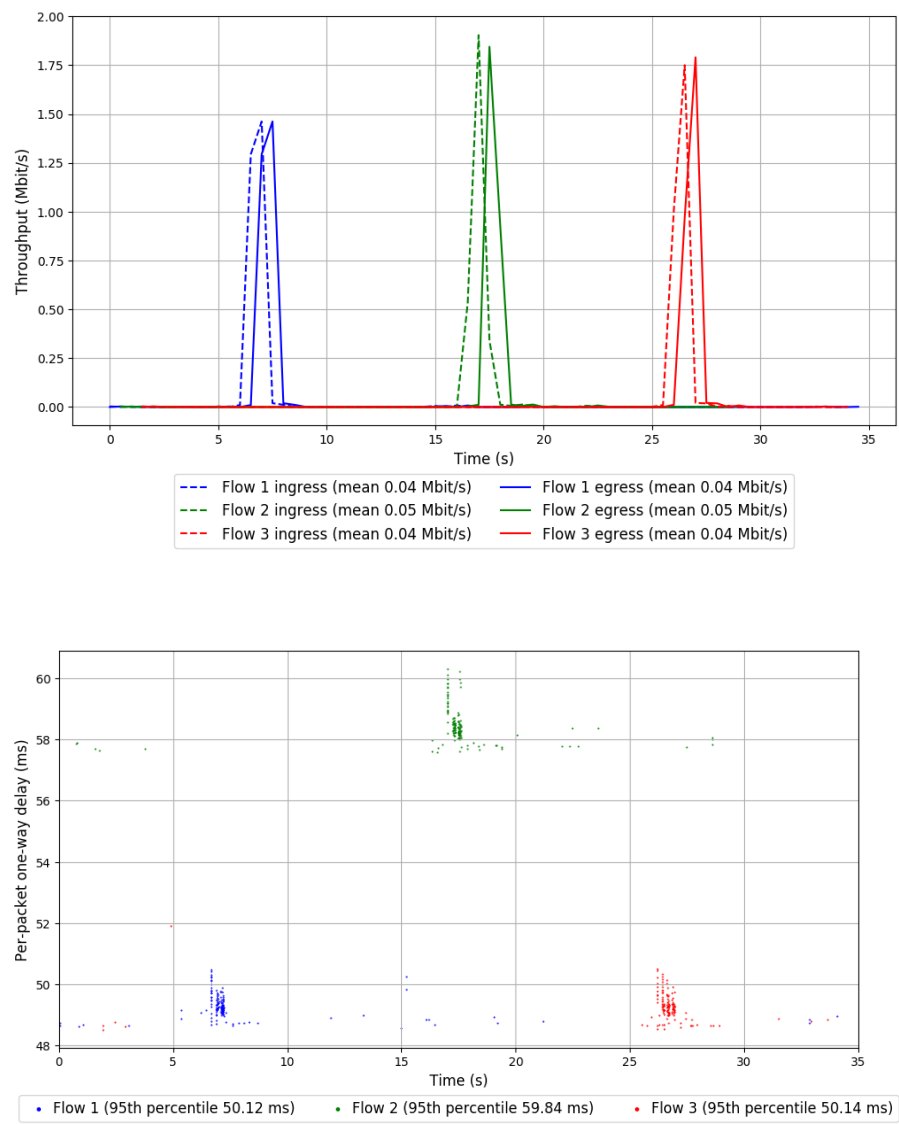 2.00
1.75
1.50
1.25
1.00
0.75
0.50
0.25
0.00
Throughput (Mbit/s)
0 5 10 15 20 25 30 35
Time (s)
Flow 1 ingress (mean 0.04 Mbit/s) Flow 1 egress (mean 0.04 Mbit/s)
Flow 2 ingress (mean 0.05 Mbit/s) Flow 2 egress (mean 0.05 Mbit/s)
Flow 3 ingress (mean 0.04 Mbit/s) Flow 3 egress (mean 0.04 Mbit/s)
60
58
56
54
52
50
48
Per-packet one-way delay (ms)
0 5 10 15 20 25 30 35
Time (s)
Flow 1 (95th percentile 50.12 ms) Flow 2 (95th percentile 59.84 ms) Flow 3 (95th percentile 50.14 ms)